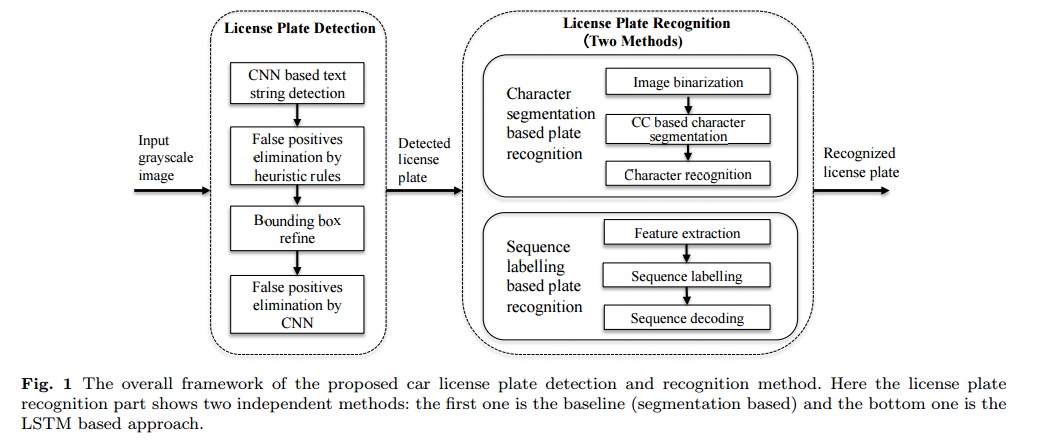 License Plate Detection
CNN based text
string detection
False positives
elimination by
heuristic rules
Bounding box
refine
False positives
elimination by
CNN
Input
grayscale
image
Detected
license
plate
License Plate Recognition
(Two Methods)
Character
segmentation
based plate
recognition
Image binarization
CC based character
segmentation
Character recognition
Sequence
labelling
based plate
recognition
Feature extraction
Sequence labelling
Sequence decoding
Recognized
license plate
Fig. 1 The overall framework of the proposed car license plate detection and recognition method. Here the license plate
recognition part shows two independent methods: the first one is the baseline (segmentation based) and the bottom one is the
LSTM based approach.